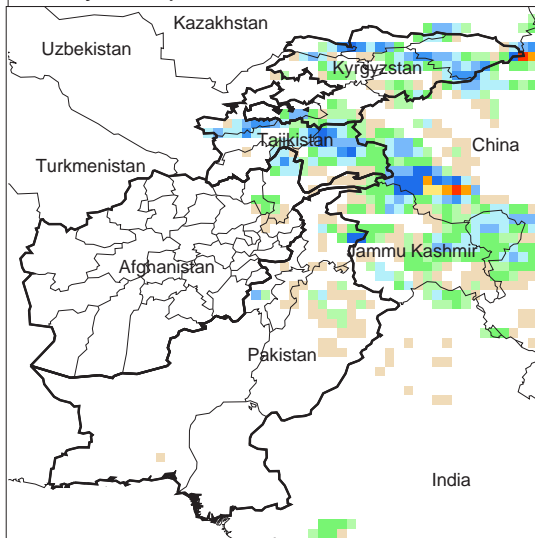 Kazakhstan
Uzbekistan
Kyrgyzstan
China
Tajikistan
Turkmenistan
Jammu Kashmir
Afghanistan
Pakistan
India